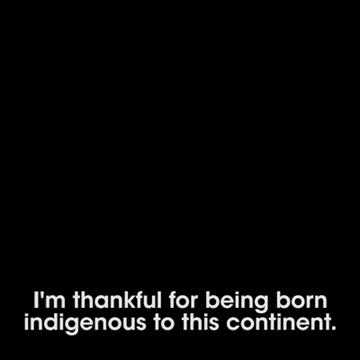 I'm thankful for being born
indigenous to this continent.